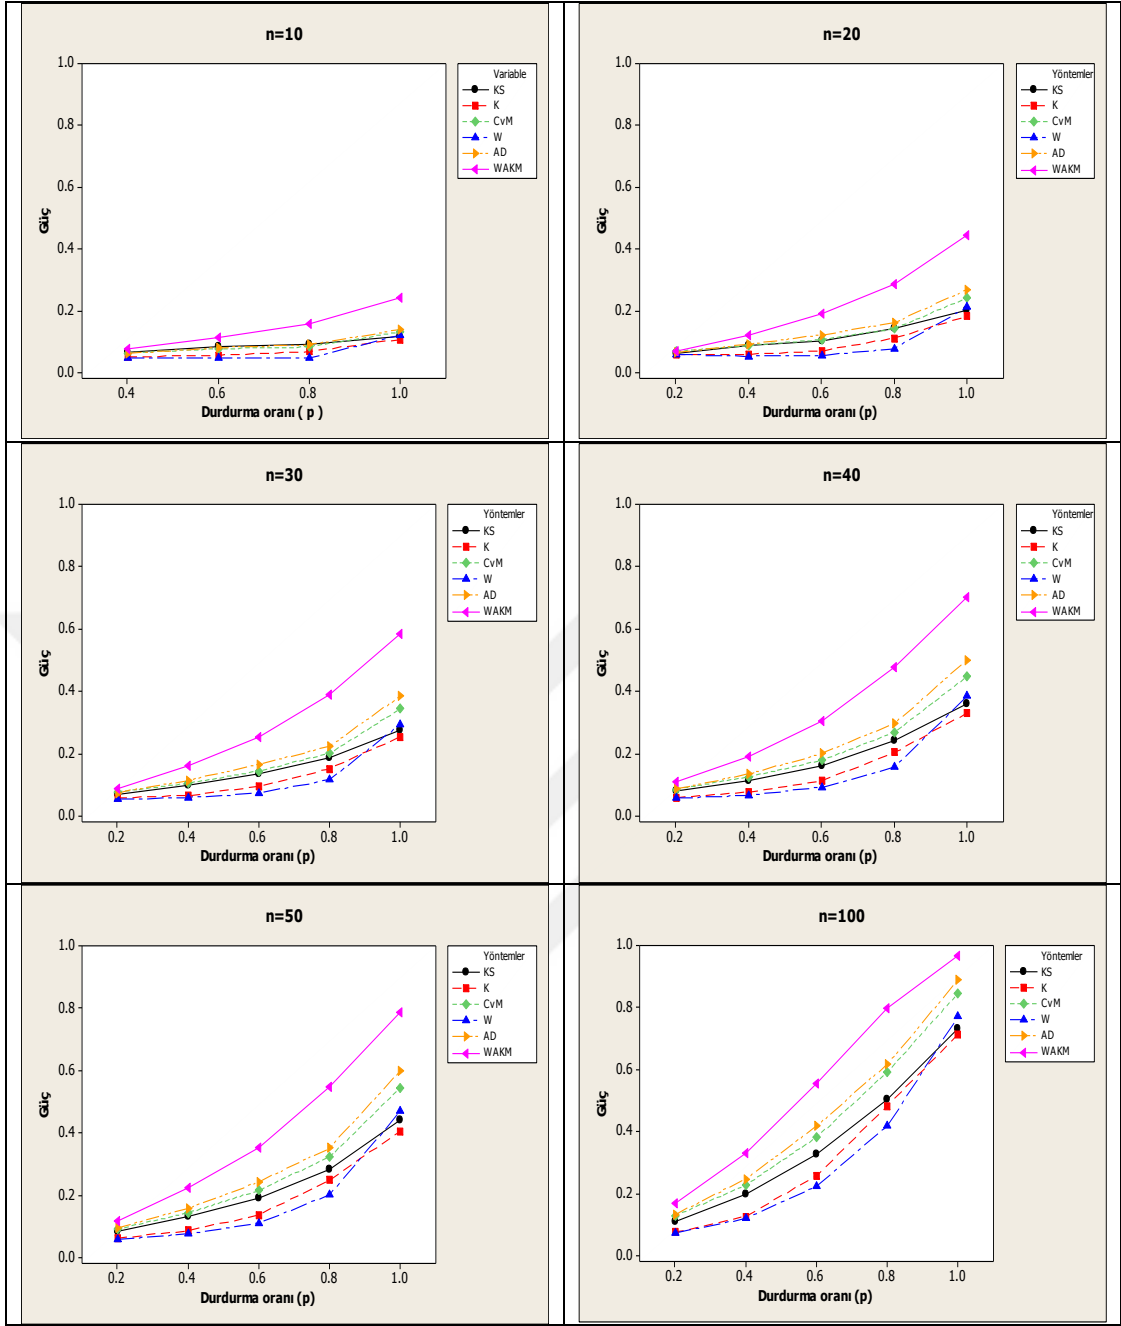 n=10
1.0
0.8
0.6
0.4
0.2
0.0
Güç
0.4 0.6 0.8 1.0
Durdurma oranı ( p )
Variable
KS
K
CvM
W
AD
WAKM
n=20
1.0
0.8
0.6
0.4
0.2
0.0
Güç
0.2 0.4 0.6 0.8 1.0
Durdurma oranı (p)
Yöntemler
KS
K
CvM
W
AD
WAKM
n=30
1.0
0.8
0.6
0.4
0.2
0.0
Güç
0.2 0.4 0.6 0.8 1.0
Durdurma oranı (p)
Yöntemler
KS
K
CvM
W
AD
WAKM
n=40
1.0
0.8
0.6
0.4
0.2
0.0
Güç
0.2 0.4 0.6 0.8 1.0
Durdurma oranı (p)
Yöntemler
KS
K
CvM
W
AD
WAKM
n=50
1.0
0.8
0.6
0.4
0.2
0.0
Güç
0.2 0.4 0.6 0.8 1.0
Durdurma oranı (p)
Yöntemler
KS
K
CvM
W
AD
WAKM
n=100
1.0
0.8
0.6
0.4
0.2
0.0
Güç
0.2 0.4 0.6 0.8 1.0
Durdurma oranı (p)
Yöntemler
KS
K
CvM
W
AD
WAKM